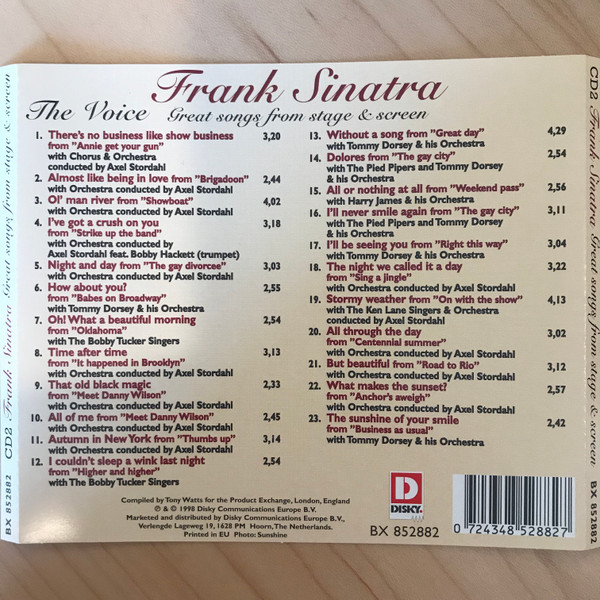 Frank Sinatra
The Voice Great songs from stage & screen
1. There's no business like show business 3,20
from "Annie get your gun"
with Chorus & Orchestra
conducted by Axel Stordahl
2. Almost like being in love from "Brigadoon" 2,44
with Orchestra conducted by Axel Stordahl
3. Ol' man river from "Showboat" 4,02
with Orchestra conducted by Axel Stordahl
4. I've got a crush on you 3,18
from "Strike up the band"
with Orchestra conducted by
Axel Stordahl feat. Bobby Hackett (trumpet)
5. Night and day from "The gay divorcee" 3,03
with Orchestra conducted by Axel Stordahl
6. How about you? 2,55
from "Babes on Broadway"
with Tommy Dorsey & his Orchestra
7. Oh! What a beautiful morning 2,54
from "Oklahoma"
with The Bobby Tucker Singers
8. Time after time 3,13
from "It happened in Brooklyn"
with Orchestra conducted by Axel Stordahl
9. That old black magic 2,33
from "Meet Danny Wilson"
with Orchestra conducted by Axel Stordahl
10. All of me from "Meet Danny Wilson" 2,45
with Orchestra conducted by Axel Stordahl
11. Autumn in New York from "Thumbs up" 3,14
with Orchestra conducted by Axel Stordahl
12. I couldn't sleep a wink last night 2,54
from "Higher and higher"
with The Bobby Tucker Singers
13. Without a song from "Great day" 4,29
with Tommy Dorsey & his Orchestra
14. Dolores from "The gay city" 2,54
with The Pied Pipers and Tommy Dorsey
& his Orchestra
15. All or nothing at all from "Weekend pass" 2,56
with Harry James & his Orchestra
16. I'll never smile again from "The gay city" 3,11
with The Pied Pipers and Tommy Dorsey
& his Orchestra
17. I'll be seeing you from "Right this way" 3,04
with Tommy Dorsey & his Orchestra
18. The night we called it a day 3,22
from "Sing a jingle"
with Orchestra conducted by Axel Stordahl
19. Stormy weather from "On with the show" 4,13
with The Ken Lane Singers & Orchestra
conducted by Axel Stordahl
20. All through the day 3,02
from "Centennial summer"
with Orchestra conducted by Axel Stordahl
21. But beautiful from "Road to Rio" 3,12
with Orchestra conducted by Axel Stordahl
22. What makes the sunset? 2,57
from "Anchor's aweigh"
with Orchestra conducted by Axel Stordahl
23. The sunshine of your smile 2,42
from "Business as usual"
with Tommy Dorsey & his Orchestra
Compiled by Tony Watts for the Product Exchange, London, England
℗ & © 1998 Disky Communications Europe B.V.
Marketed and distributed by Disky Communications Europe B.V.,
Verlengde Lageweg 19, 1628 PM Hoorn, The Netherlands.
Printed in EU Photo: Sunshine
D
DISKY
BX 852882
0 724348 528827
BX 852882 CD2 Frank Sinatra Great songs from stage & screen
CD2 Frank Sinatra Great songs from stage & screen BX 852882